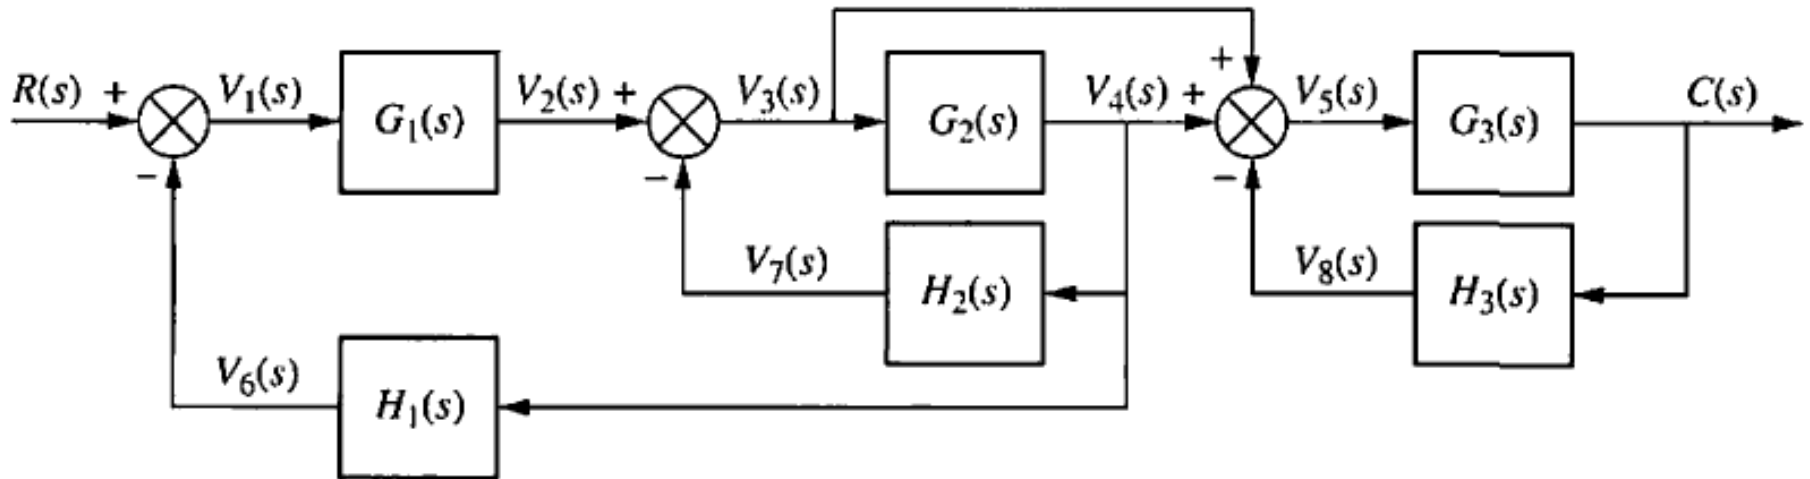 R(s) + V₁(s) G₁(s) V₂(s) + V₃(s) G₂(s) V₄(s) + + V₅(s) G₃(s) C(s)
− − −
V₇(s) H₂(s) V₈(s) H₃(s)
V₆(s) H₁(s)